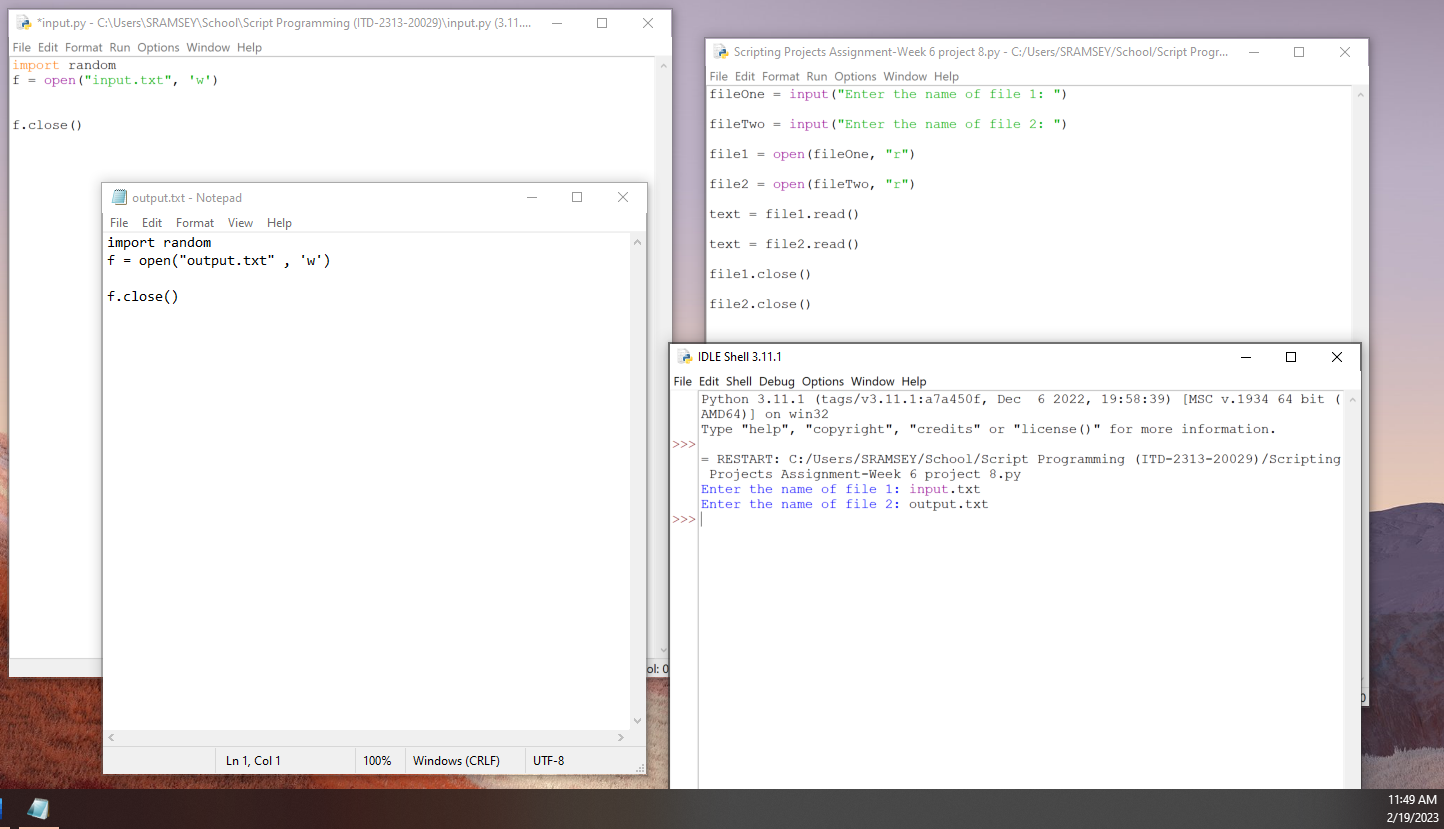 *input.py - C:\Users\SRAMSEY\School\Script Programming (ITD-2313-20029)\input.py (3.11....
File Edit Format Run Options Window Help
import random
f = open("input.txt", 'w')
f.close()
output.txt - Notepad
File Edit Format View Help
import random
f = open("output.txt" , 'w')
f.close()
Ln 1, Col 1 100% Windows (CRLF) UTF-8
ol: 0
Scripting Projects Assignment-Week 6 project 8.py - C:/Users/SRAMSEY/School/Script Progr...
File Edit Format Run Options Window Help
fileOne = input("Enter the name of file 1: ")
fileTwo = input("Enter the name of file 2: ")
file1 = open(fileOne, "r")
file2 = open(fileTwo, "r")
text = file1.read()
text = file2.read()
file1.close()
file2.close()
0
IDLE Shell 3.11.1
File Edit Shell Debug Options Window Help
Python 3.11.1 (tags/v3.11.1:a7a450f, Dec  6 2022, 19:58:39) [MSC v.1934 64 bit (
AMD64)] on win32
Type "help", "copyright", "credits" or "license()" for more information.
>>>
= RESTART: C:/Users/SRAMSEY/School/Script Programming (ITD-2313-20029)/Scripting
Projects Assignment-Week 6 project 8.py
Enter the name of file 1: input.txt
Enter the name of file 2: output.txt
>>>
11:49 AM
2/19/2023